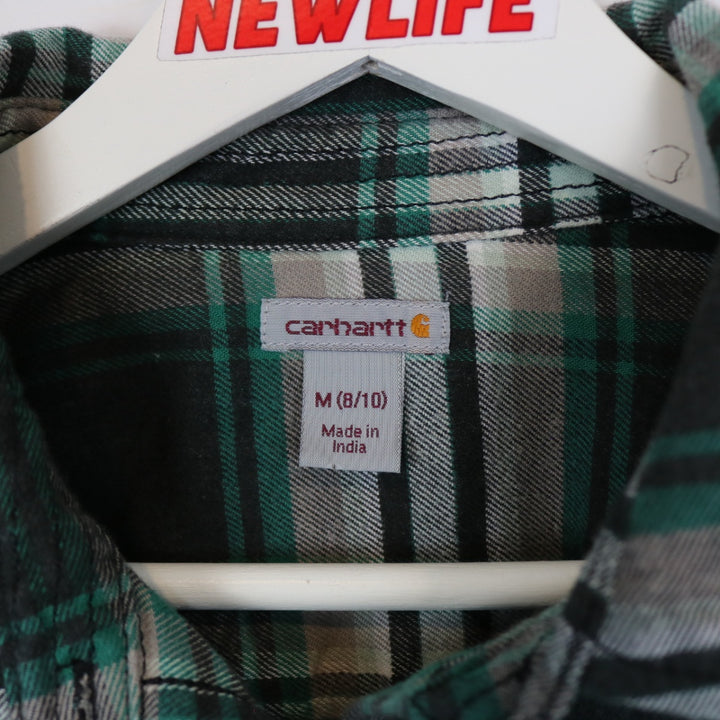 NEWLIFE
carhartt
M (8/10)
Made in
India